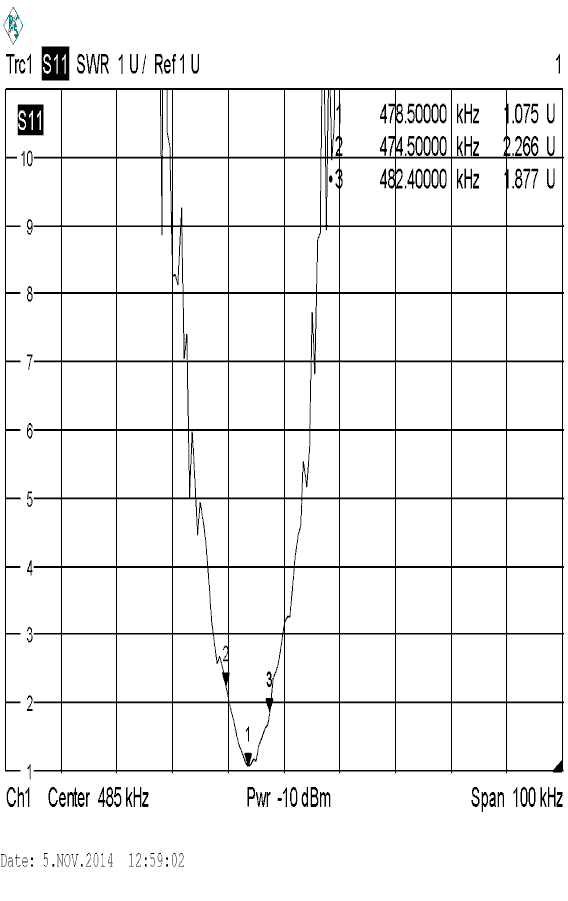 Trc1 S11 SWR 1 U / Ref 1 U 1
S11
1 478.50000 kHz 1.075 U
2 474.50000 kHz 2.266 U
•3 482.40000 kHz 1.877 U
10
9
8
7
6
5
4
3
2
1
2
3
1
Ch1 Center 485 kHz Pwr -10 dBm Span 100 kHz
Date: 5.NOV.2014 12:59:02